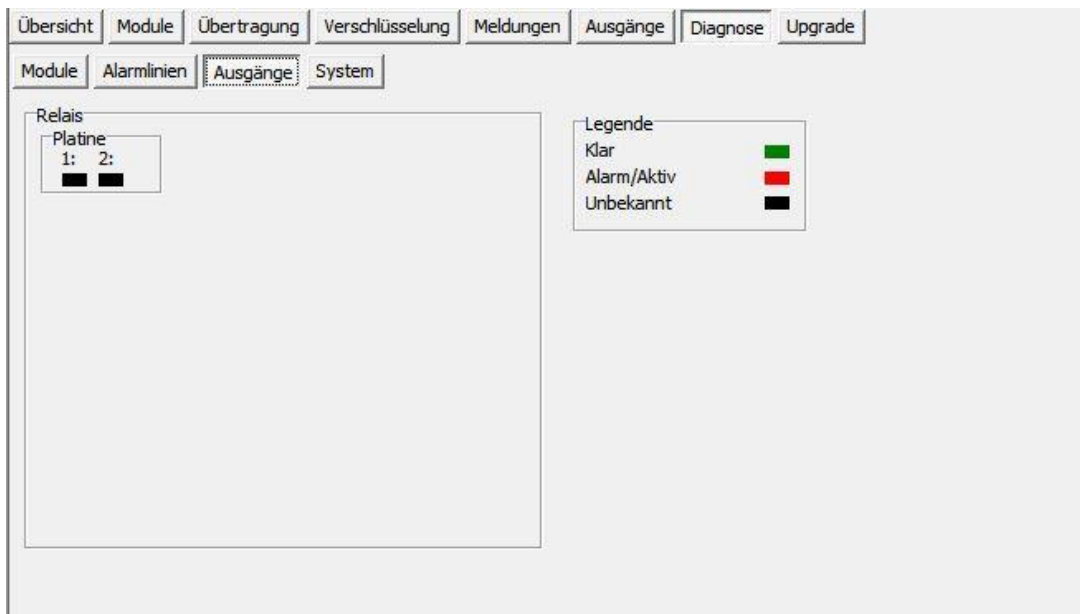 Übersicht Module Übertragung Verschlüsselung Meldungen Ausgänge Diagnose Upgrade
Module Alarmlinien Ausgänge System
Relais
Platine
1: 2:
Legende
Klar
Alarm/Aktiv
Unbekannt